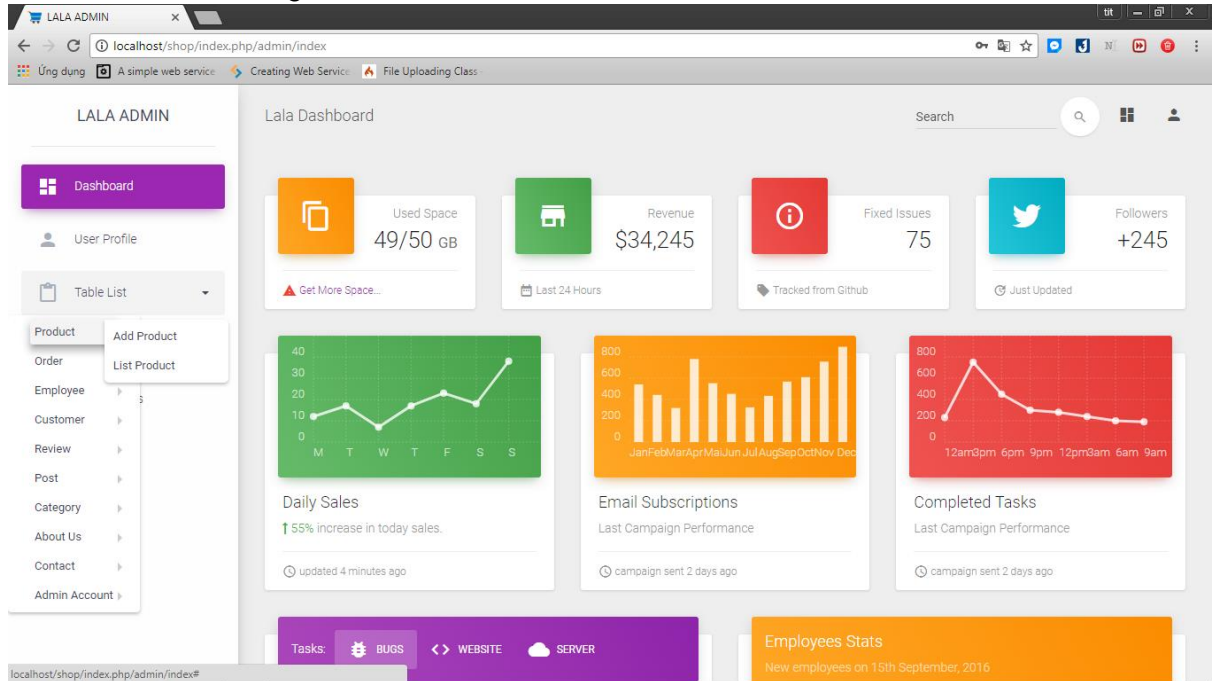 LALA ADMIN
tit
localhost/shop/index.php/admin/index
Ứng dụng A simple web service Creating Web Service File Uploading Class
LALA ADMIN
Lala Dashboard
Search
Dashboard
User Profile
Table List
Product
Order
Employee
Customer
Review
Post
Category
About Us
Contact
Admin Account
Add Product
List Product
s
Used Space
49/50 GB
Get More Space...
Revenue
$34,245
Last 24 Hours
Fixed Issues
75
Tracked from Github
Followers
+245
Just Updated
40
30
20
10
0
M T W T F S S
Daily Sales
55% increase in today sales.
updated 4 minutes ago
800
600
400
200
0
JanFebMarAprMaiJun Jul AugSepOctNov Dec
Email Subscriptions
Last Campaign Performance
campaign sent 2 days ago
800
600
400
200
0
12am3pm 6pm 9pm 12pm3am 6am 9am
Completed Tasks
Last Campaign Performance
campaign sent 2 days ago
Tasks: BUGS WEBSITE SERVER
Employees Stats
New employees on 15th September, 2016
localhost/shop/index.php/admin/index#